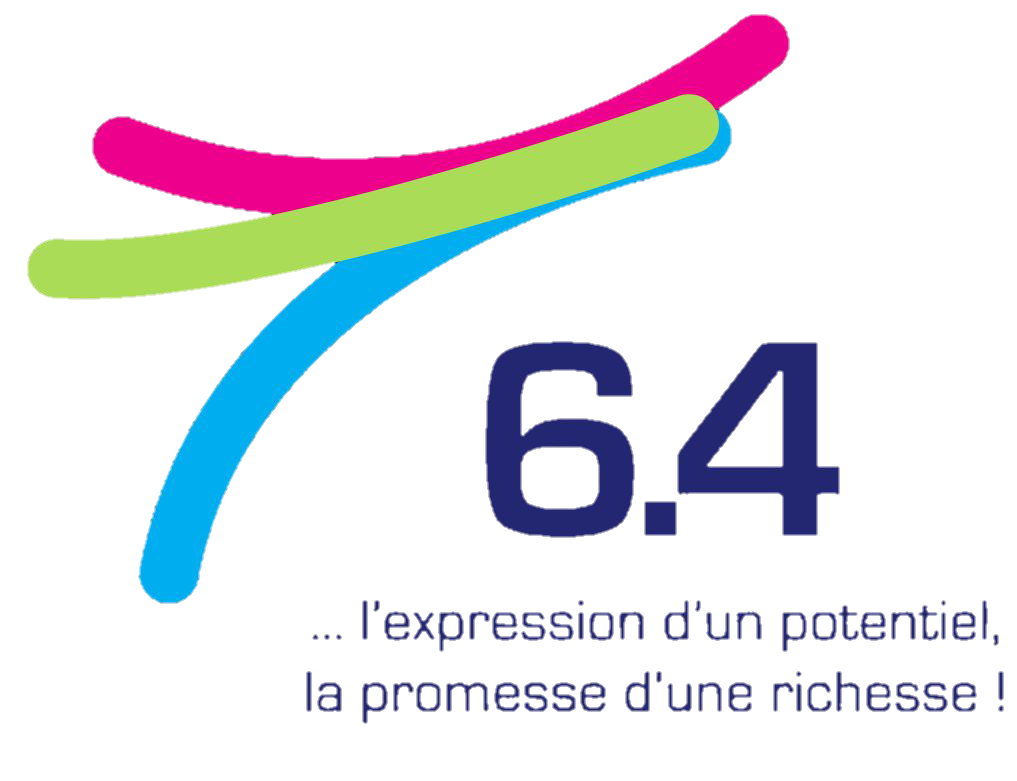 6.4
... l'expression d'un potentiel,
la promesse d'une richesse !